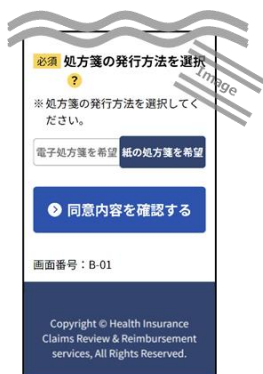 必須 処方箋の発行方法を選択
?
※処方箋の発行方法を選択してく
ださい。
電子処方箋を希望 紙の処方箋を希望
同意内容を確認する
画面番号：B-01
Copyright © Health Insurance
Claims Review & Reimbursement
services, All Rights Reserved.
Image